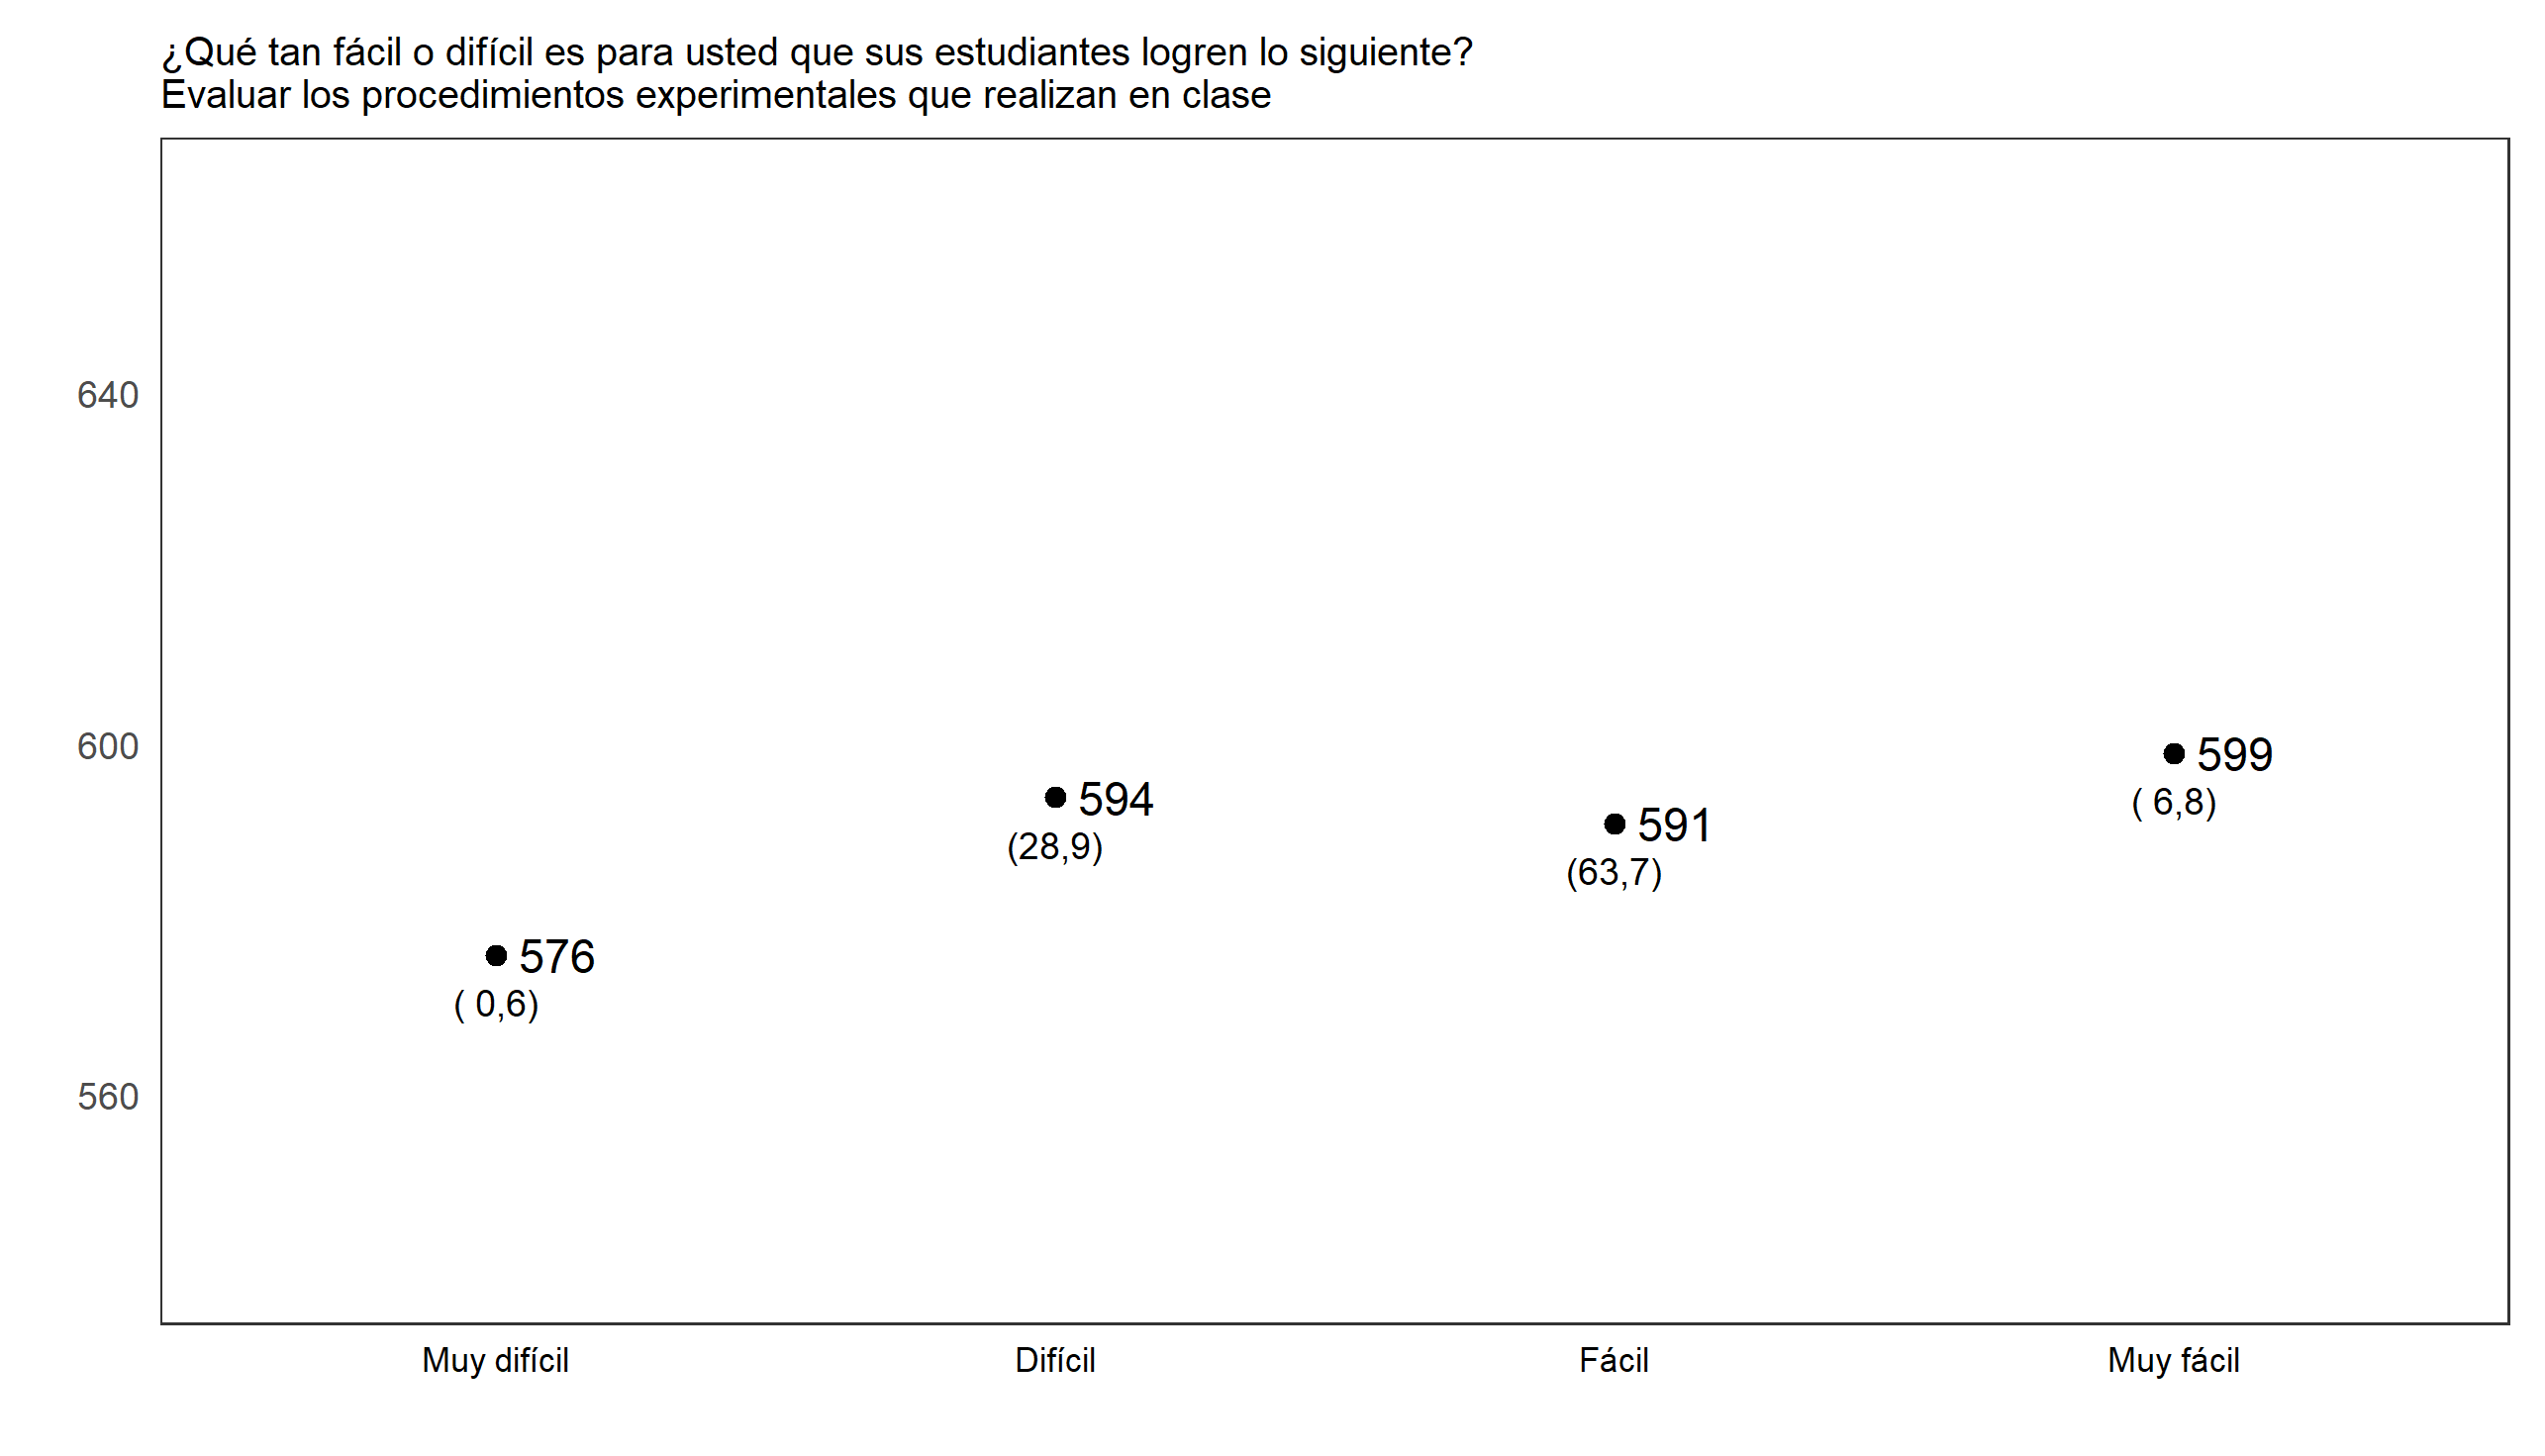 ¿Qué tan fácil o difícil es para usted que sus estudiantes logren lo siguiente?
Evaluar los procedimientos experimentales que realizan en clase
640
600
560
576
( 0,6)
594
(28,9)
591
(63,7)
599
( 6,8)
Muy difícil
Difícil
Fácil
Muy fácil